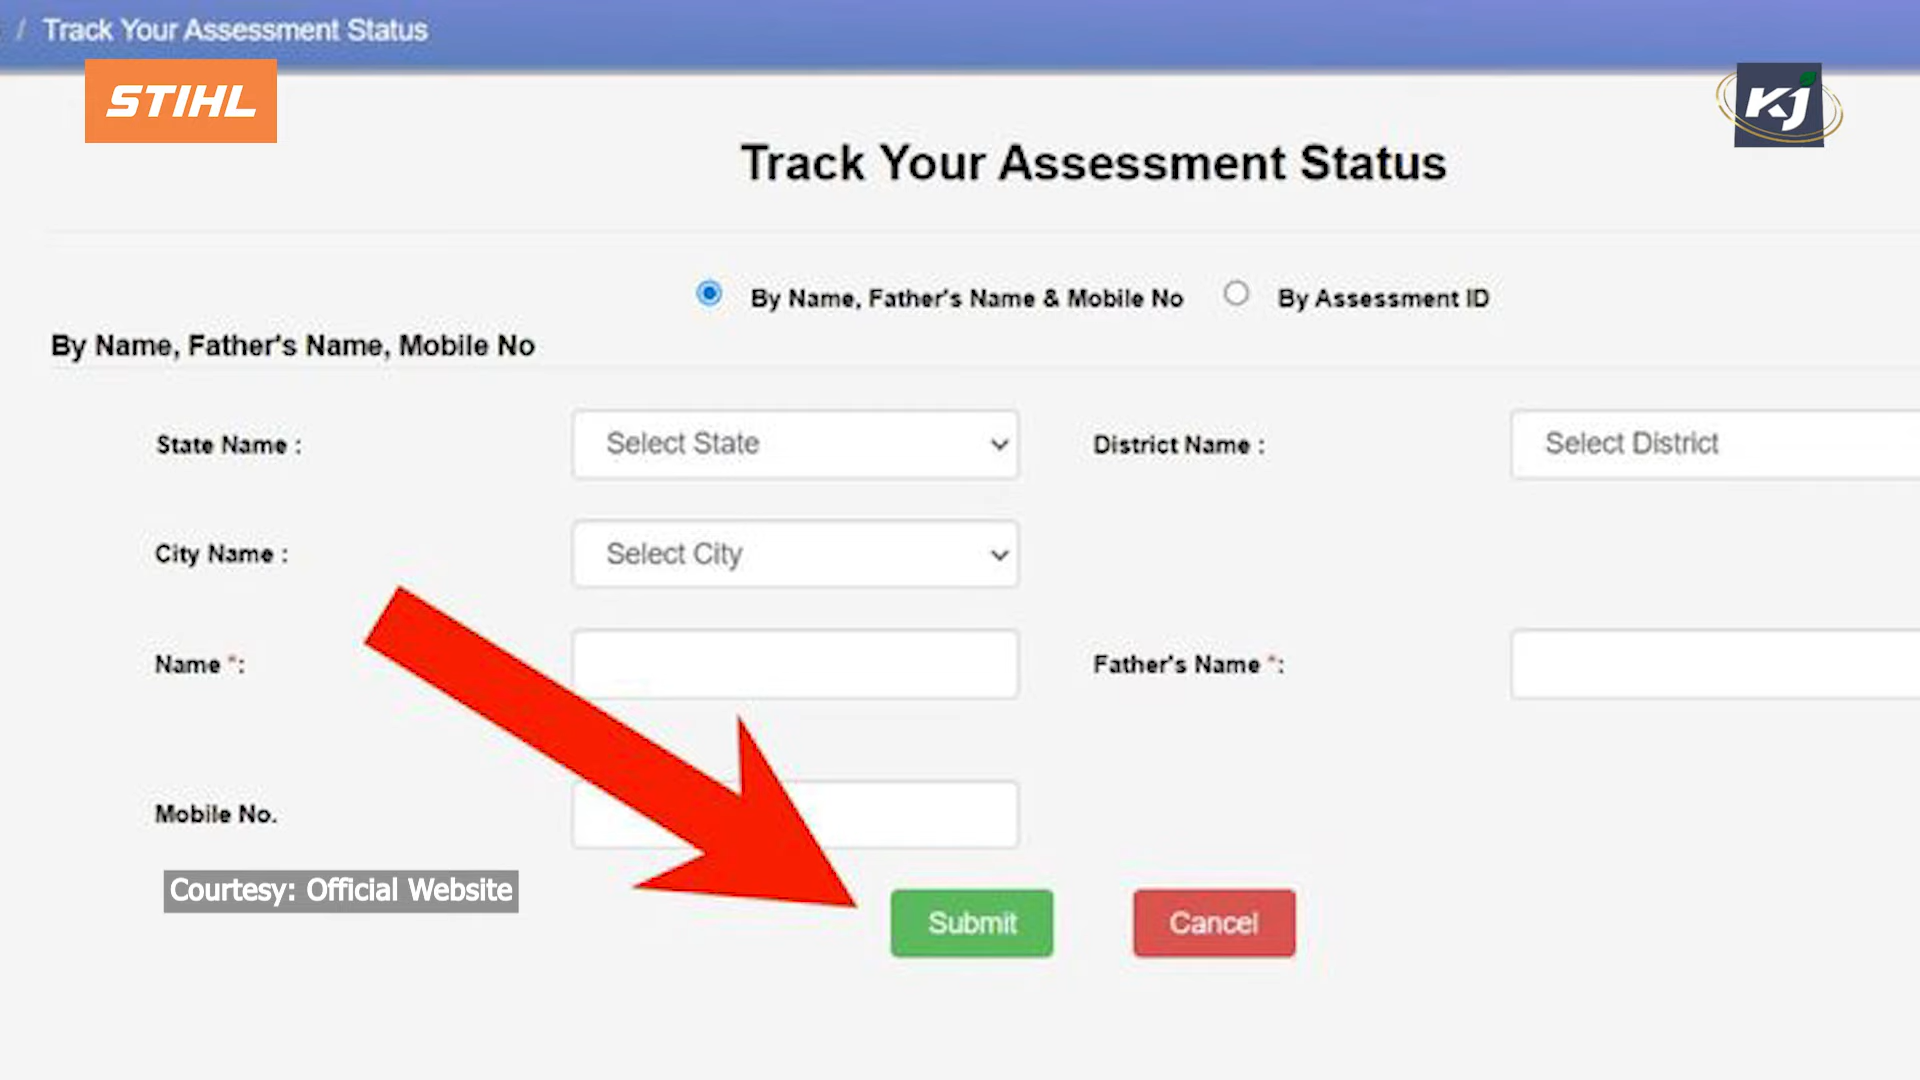 / Track Your Assessment Status
STIHL
KJ
Track Your Assessment Status
By Name, Father's Name & Mobile No
By Assessment ID
By Name, Father's Name, Mobile No
State Name :
Select State
District Name :
Select District
City Name :
Select City
Name *:
Father's Name *:
Mobile No.
Courtesy: Official Website
Submit
Cancel